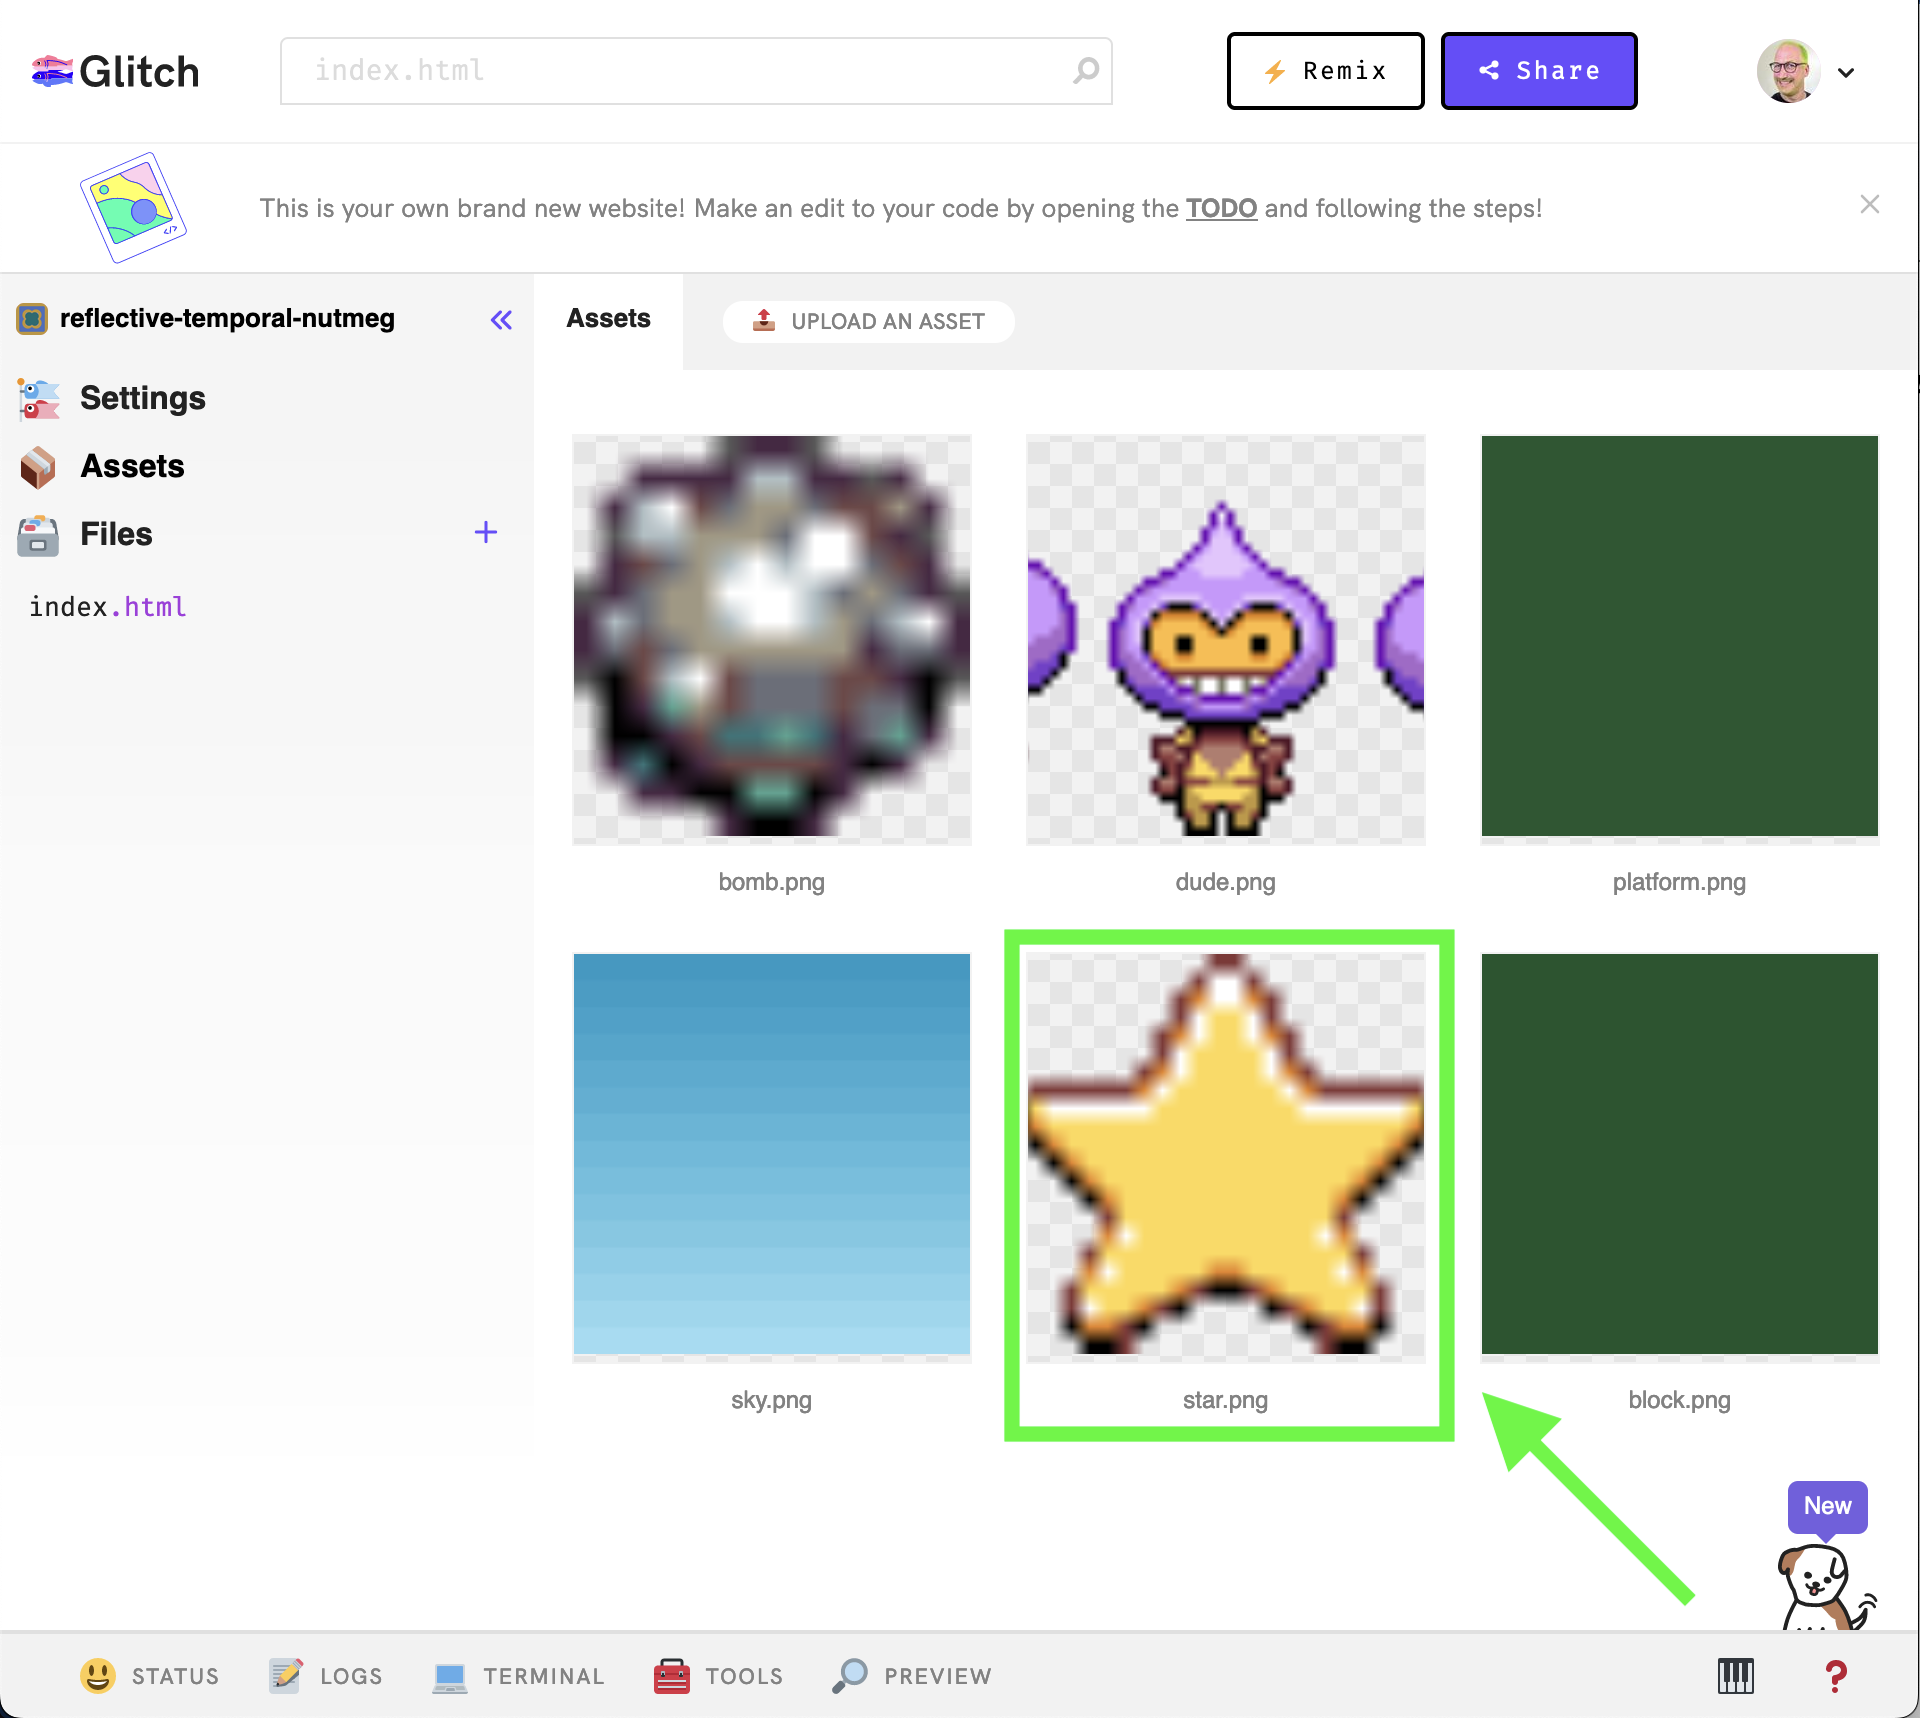 Glitch
index.html
Remix
Share
This is your own brand new website! Make an edit to your code by opening the TODO and following the steps!
reflective-temporal-nutmeg
Assets
UPLOAD AN ASSET
Settings
Assets
Files
index.html
bomb.png
dude.png
platform.png
sky.png
star.png
block.png
New
STATUS
LOGS
TERMINAL
TOOLS
PREVIEW
?